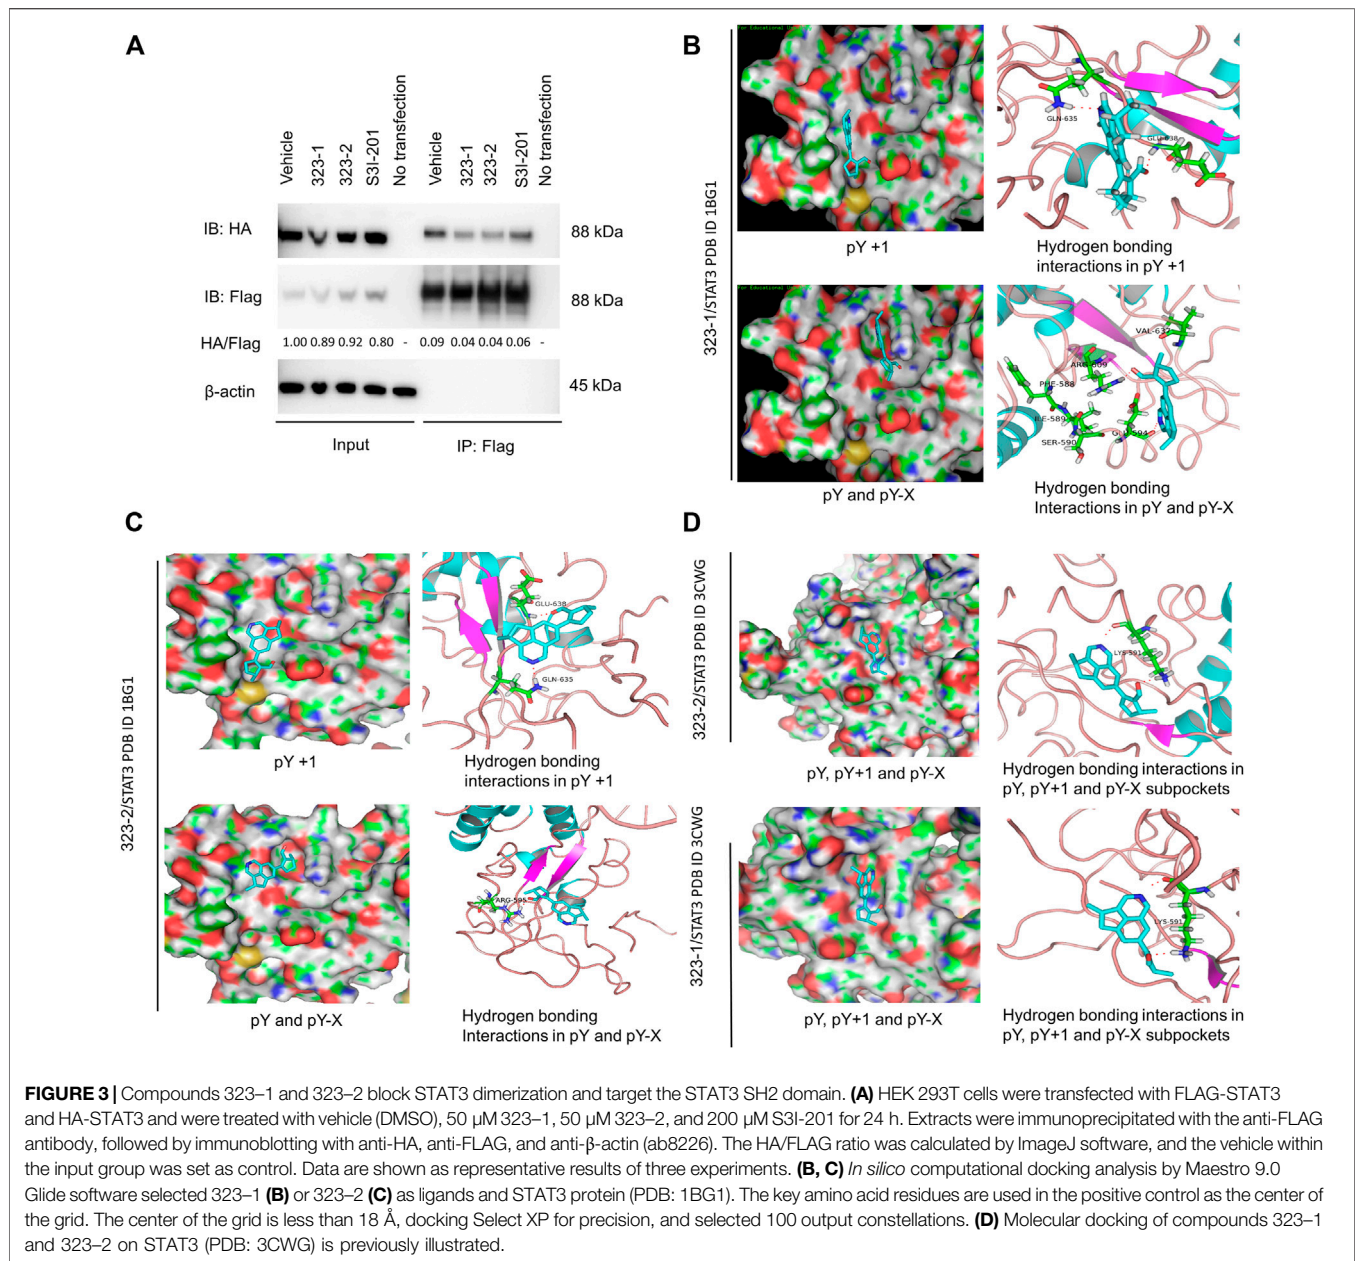 A
Vehicle
323-1
323-2
S3I-201
No transfection
Vehicle
323-1
323-2
S3I-201
No transfection
IB: HA
88 kDa
IB: Flag
88 kDa
HA/Flag
1.00 0.89 0.92 0.80 - 0.09 0.04 0.04 0.06 -
β-actin
45 kDa
Input
IP: Flag
B
323-1/STAT3 PDB ID 1BG1
GLN-635
GLU-638
pY +1
Hydrogen bonding
interactions in pY +1
VAL-637
ARG-609
PHE-588
ILE-589
SER-590
GLU-594
pY and pY-X
Hydrogen bonding
Interactions in pY and pY-X
C
323-2/STAT3 PDB ID 1BG1
GLU-638
GLN-635
pY +1
Hydrogen bonding
interactions in pY +1
ARG-595
pY and pY-X
Hydrogen bonding
Interactions in pY and pY-X
D
323-2/STAT3 PDB ID 3CWG
LYS-591
pY, pY+1 and pY-X
Hydrogen bonding interactions in
pY, pY+1 and pY-X subpockets
323-1/STAT3 PDB ID 3CWG
LYS-591
pY, pY+1 and pY-X
Hydrogen bonding interactions in
pY, pY+1 and pY-X subpockets
FIGURE 3 | Compounds 323–1 and 323–2 block STAT3 dimerization and target the STAT3 SH2 domain. (A) HEK 293T cells were transfected with FLAG-STAT3
and HA-STAT3 and were treated with vehicle (DMSO), 50 µM 323–1, 50 µM 323–2, and 200 µM S3I-201 for 24 h. Extracts were immunoprecipitated with the anti-FLAG
antibody, followed by immunoblotting with anti-HA, anti-FLAG, and anti-β-actin (ab8226). The HA/FLAG ratio was calculated by ImageJ software, and the vehicle within
the input group was set as control. Data are shown as representative results of three experiments. (B, C) In silico computational docking analysis by Maestro 9.0
Glide software selected 323–1 (B) or 323–2 (C) as ligands and STAT3 protein (PDB: 1BG1). The key amino acid residues are used in the positive control as the center of
the grid. The center of the grid is less than 18 Å, docking Select XP for precision, and selected 100 output constellations. (D) Molecular docking of compounds 323–1
and 323–2 on STAT3 (PDB: 3CWG) is previously illustrated.